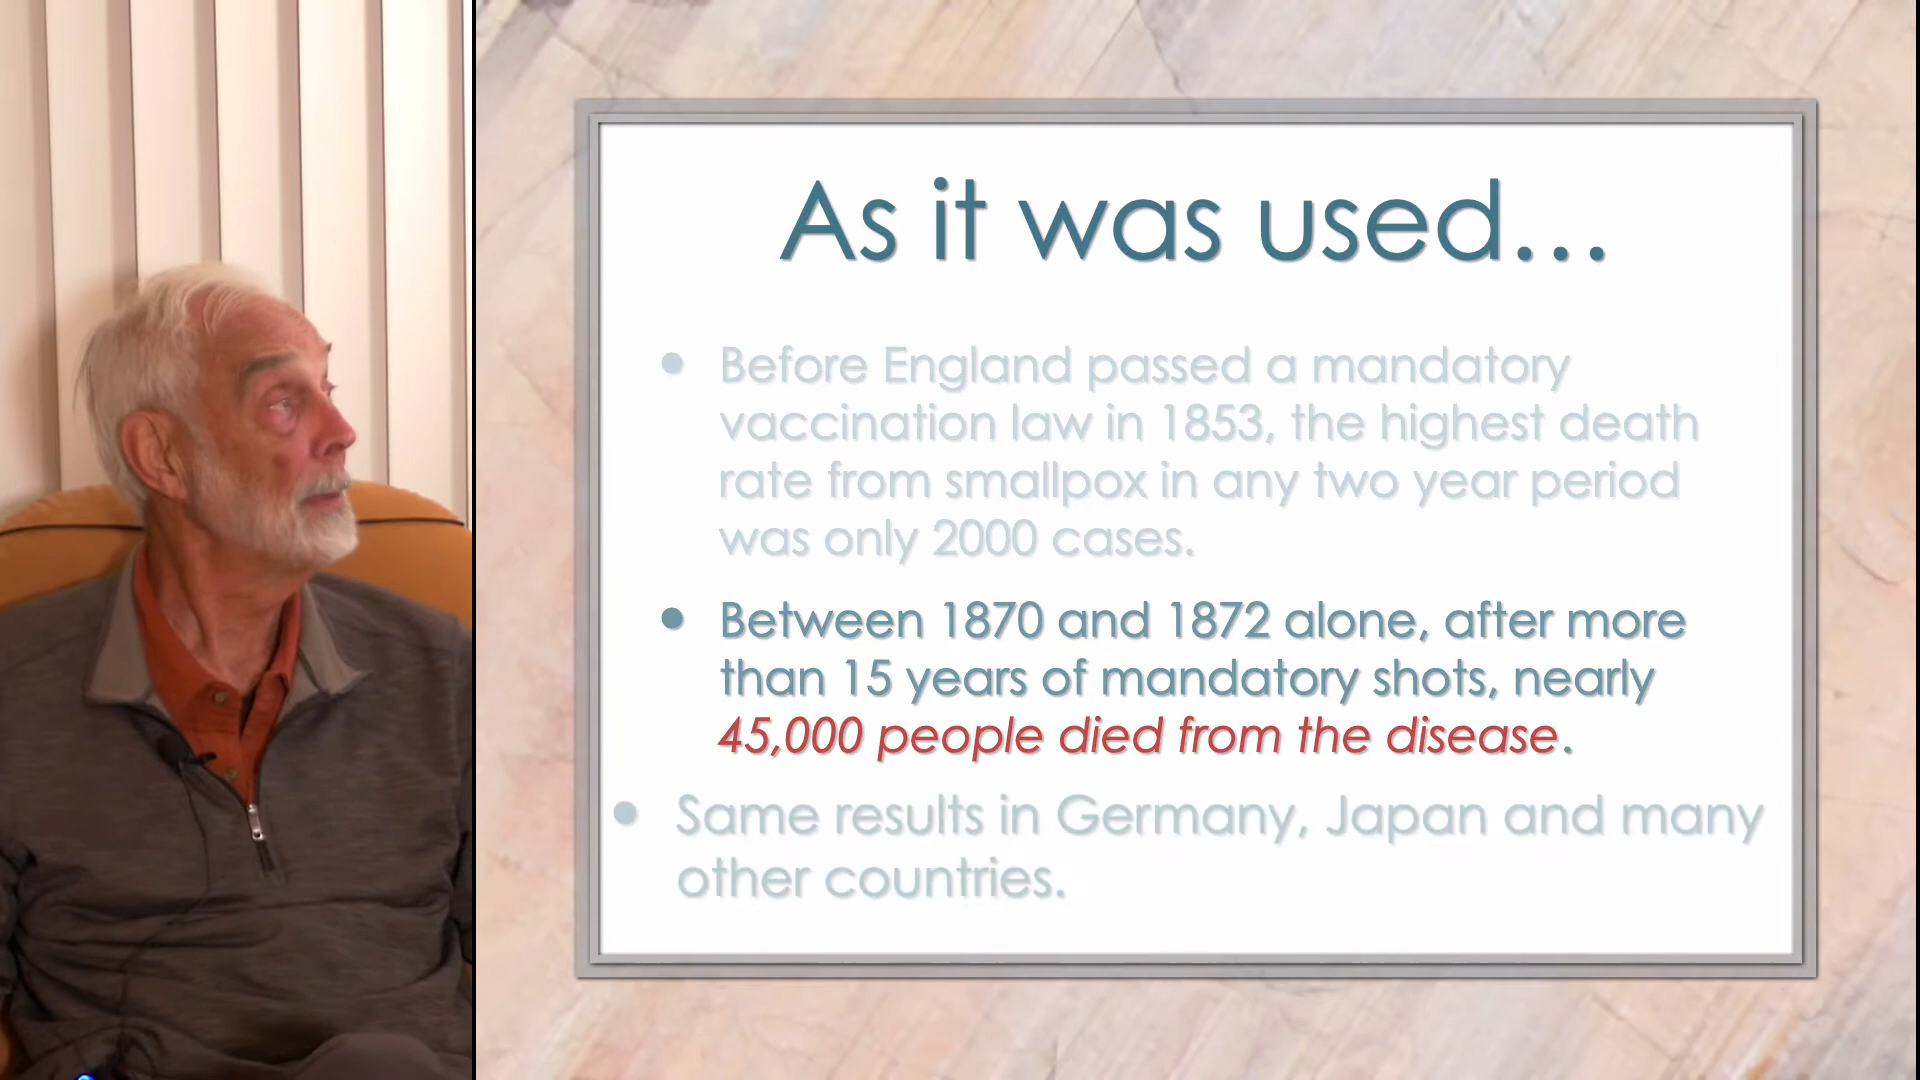 As it was used...
• Before England passed a mandatory
vaccination law in 1853, the highest death
rate from smallpox in any two year period
was only 2000 cases.
• Between 1870 and 1872 alone, after more
than 15 years of mandatory shots, nearly
45,000 people died from the disease.
• Same results in Germany, Japan and many
other countries.